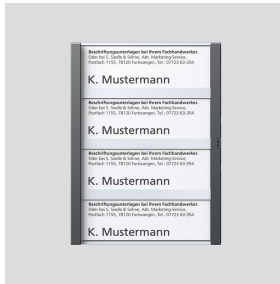 Beschriftungsunterlagen bei Ihrem Fachhandwerker.
Oder bei S. Siedle & Söhne, Abt. Marketing-Service,
Postfach 1155, 78120 Furtwangen, Tel.: 07723 63-354
K. Mustermann
Beschriftungsunterlagen bei Ihrem Fachhandwerker.
Oder bei S. Siedle & Söhne, Abt. Marketing-Service,
Postfach 1155, 78120 Furtwangen, Tel.: 07723 63-354
K. Mustermann
Beschriftungsunterlagen bei Ihrem Fachhandwerker.
Oder bei S. Siedle & Söhne, Abt. Marketing-Service,
Postfach 1155, 78120 Furtwangen, Tel.: 07723 63-354
K. Mustermann
Beschriftungsunterlagen bei Ihrem Fachhandwerker.
Oder bei S. Siedle & Söhne, Abt. Marketing-Service,
Postfach 1155, 78120 Furtwangen, Tel.: 07723 63-354
K. Mustermann